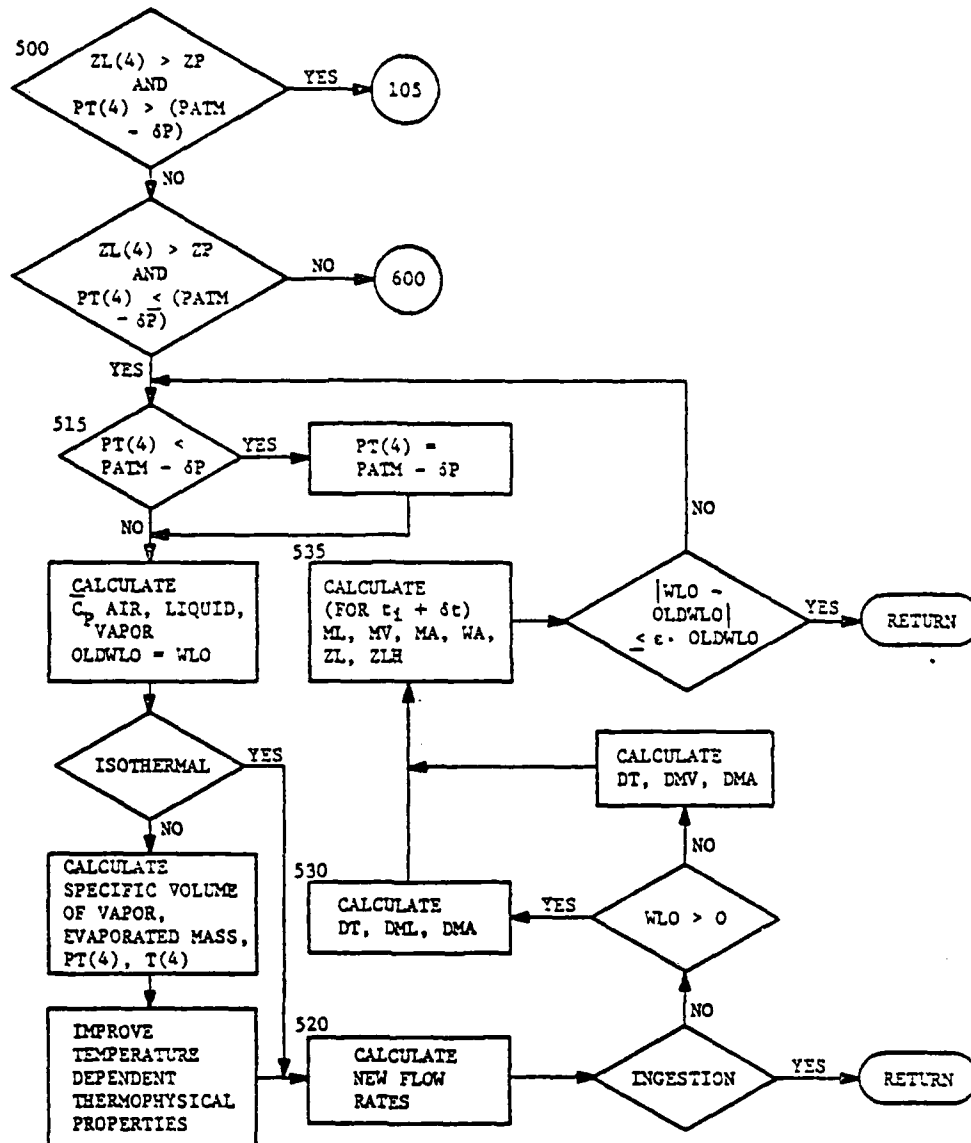 500
ZL(4) > ZP
AND
PT(4) > (PATM
- δP)
YES
105
NO
ZL(4) > ZP
AND
PT(4) ≤ (PATM
- δP)
NO
600
YES
515
PT(4) <
PATM - δP
YES
PT(4) =
PATM - δP
NO
CALCULATE
C̅P AIR, LIQUID,
VAPOR
OLDWLO = WLO
ISOTHERMAL
YES
NO
CALCULATE
SPECIFIC VOLUME
OF VAPOR,
EVAPORATED MASS,
PT(4), T(4)
IMPROVE
TEMPERATURE
DEPENDENT
THERMOPHYSICAL
PROPERTIES
520
CALCULATE
NEW FLOW
RATES
INGESTION
YES
RETURN
NO
WLO > 0
YES
530
CALCULATE
DT, DML, DMA
NO
CALCULATE
DT, DMV, DMA
535
CALCULATE
(FOR ti + δt)
ML, MV, MA, WA,
ZL, ZLH
|WLO -
OLDWLO|
≤ ε· OLDWLO
NO
YES
RETURN